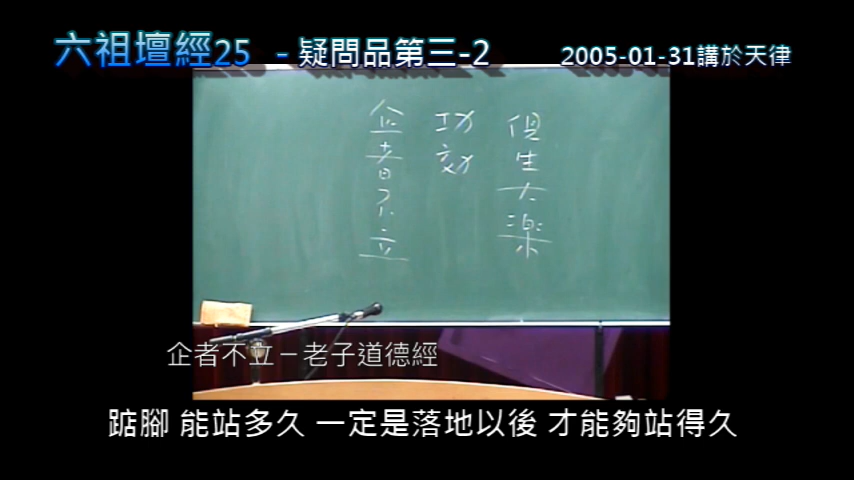 六祖壇經25 - 疑問品第三-2 2005-01-31講於天律
俱生大樂
功効
企者不立
企者不立－老子道德經
踮腳 能站多久 一定是落地以後 才能夠站得久